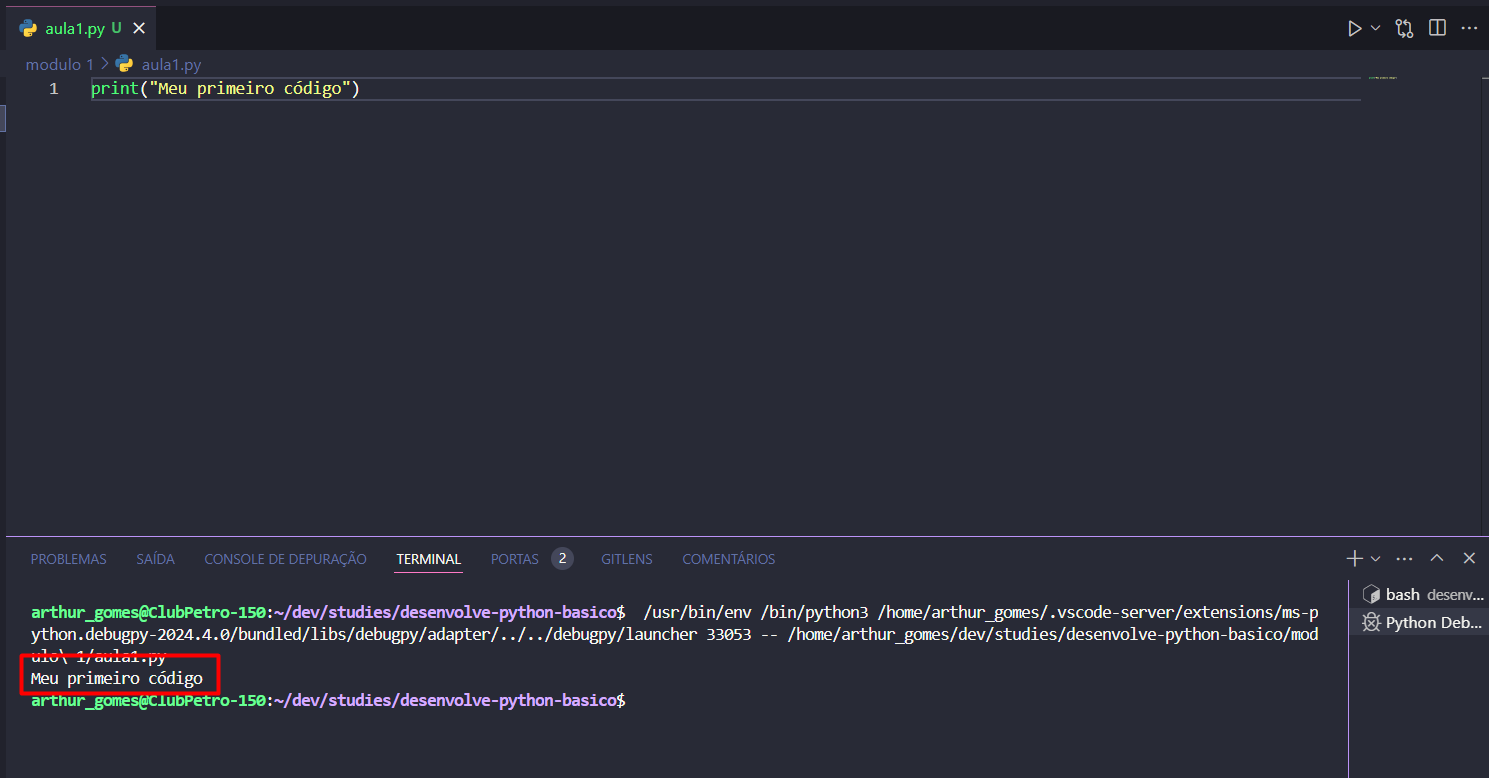 aula1.py U
modulo 1 > aula1.py
1 print("Meu primeiro código")
PROBLEMAS SAÍDA CONSOLE DE DEPURAÇÃO TERMINAL PORTAS 2 GITLENS COMENTÁRIOS
bash desenv...
Python Deb...
arthur_gomes@ClubPetro-150:~/dev/studies/desenvolve-python-basico$ /usr/bin/env /bin/python3 /home/arthur_gomes/.vscode-server/extensions/ms-p
ython.debugpy-2024.4.0/bundled/libs/debugpy/adapter/../../debugpy/launcher 33053 -- /home/arthur_gomes/dev/studies/desenvolve-python-basico/mod
ulo\ 1/aula1.py
Meu primeiro código
arthur_gomes@ClubPetro-150:~/dev/studies/desenvolve-python-basico$